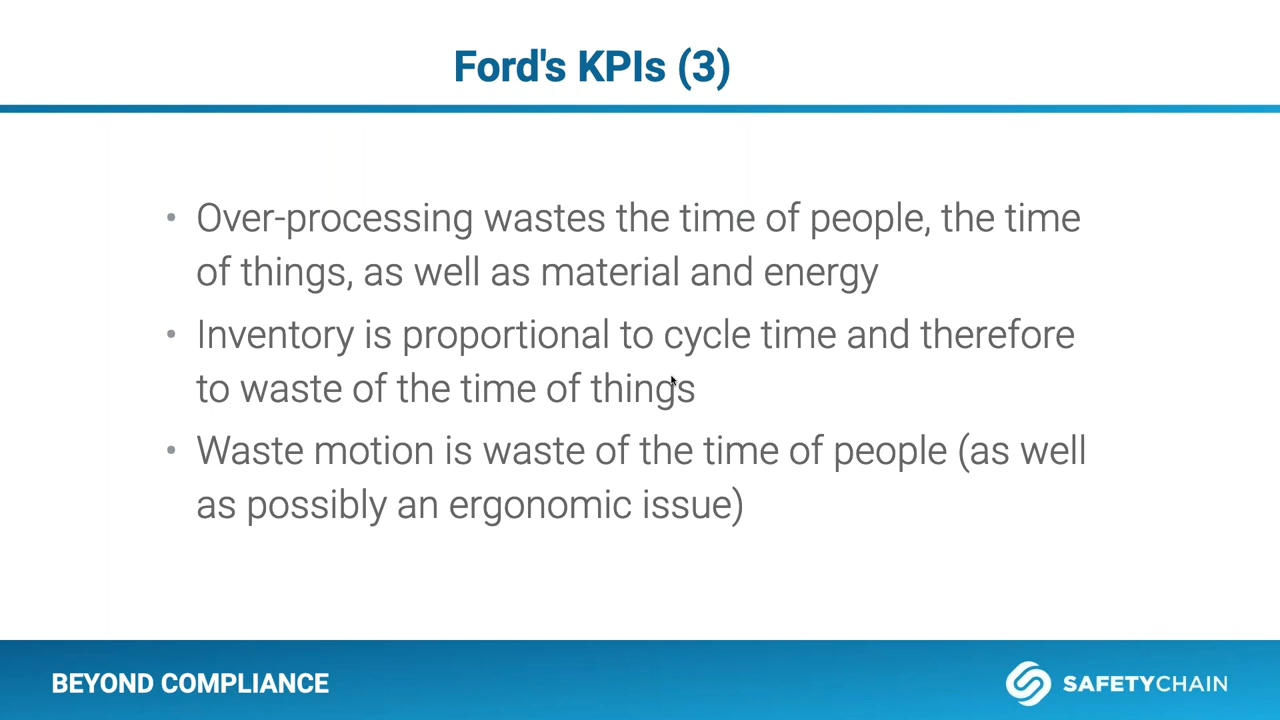 Ford's KPIs (3)
• Over-processing wastes the time of people, the time
of things, as well as material and energy
• Inventory is proportional to cycle time and therefore
to waste of the time of things
• Waste motion is waste of the time of people (as well
as possibly an ergonomic issue)
BEYOND COMPLIANCE
SAFETYCHAIN